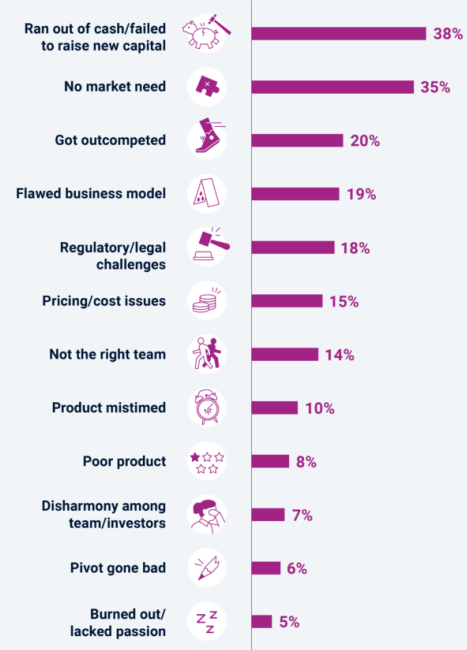 Ran out of cash/failed
to raise new capital
38%
No market need
35%
Got outcompeted
20%
Flawed business model
19%
Regulatory/legal
challenges
18%
Pricing/cost issues
15%
Not the right team
14%
Product mistimed
10%
Poor product
8%
Disharmony among
team/investors
7%
Pivot gone bad
6%
Burned out/
lacked passion
Z Z
Z
5%